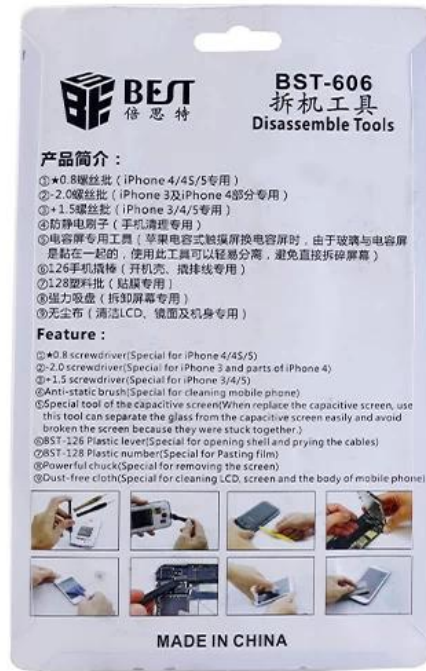 BEST
倍思特
BST-606
拆机工具
Disassemble Tools
产品简介：
①★0.8螺丝批（iPhone 4/4S/5专用）
②-2.0螺丝批（iPhone 3及iPhone 4部分专用）
③+1.5螺丝批（iPhone 3/4/5专用）
④防静电刷子（手机清理专用）
⑤电容屏专用工具（苹果电容式触摸屏换电容屏时，由于玻璃与电容屏
是黏在一起的，使用此工具可以轻易分离，避免直接拆碎屏幕）
⑥126手机撬棒（开机壳、撬排线专用）
⑦128塑料批（贴膜专用）
⑧强力吸盘（拆卸屏幕专用）
⑨无尘布（清洁LCD、镜面及机身专用）
Feature :
①★0.8 screwdriver(Special for iPhone 4/4S/5)
②-2.0 screwdriver(Special for iPhone 3 and parts of iPhone 4)
③+1.5 screwdriver(Special for iPhone 3/4/5)
④Anti-static brush(Special for cleaning mobile phone)
⑤Special tool of the capacitive screen(When replace the capacitive screen, use
this tool can separate the glass from the capacitive screen easily and avoid
broken the screen because they were stuck together.)
⑥BST-126 Plastic lever(Special for opening shell and prying the cables)
⑦BST-128 Plastic number(Special for Pasting film)
⑧Powerful chuck(Special for removing the screen)
⑨Dust-free cloth(Special for cleaning LCD, screen and the body of mobile phone)
MADE IN CHINA